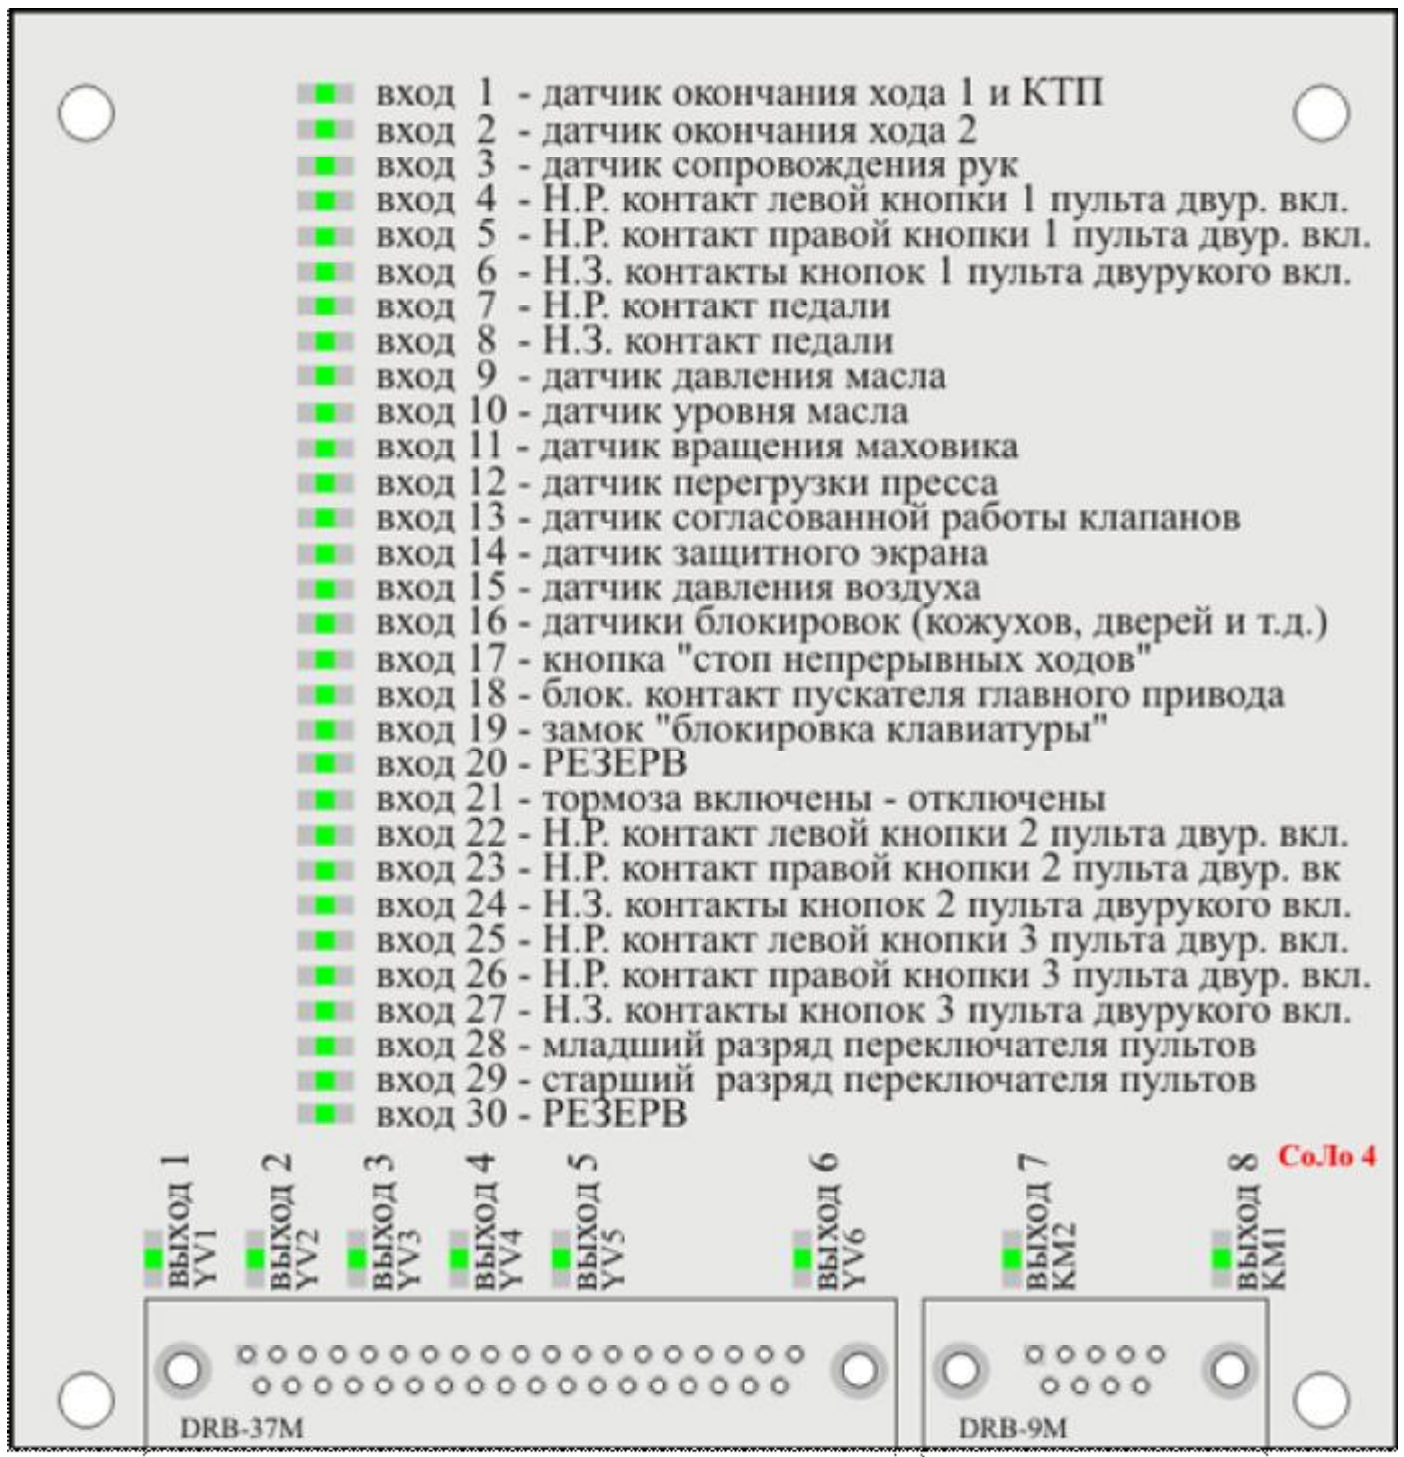 вход 1 - датчик окончания хода 1 и КТП
вход 2 - датчик окончания хода 2
вход 3 - датчик сопровождения рук
вход 4 - Н.Р. контакт левой кнопки 1 пульта двур. вкл.
вход 5 - Н.Р. контакт правой кнопки 1 пульта двур. вкл.
вход 6 - Н.З. контакты кнопок 1 пульта двурукого вкл.
вход 7 - Н.Р. контакт педали
вход 8 - Н.З. контакт педали
вход 9 - датчик давления масла
вход 10 - датчик уровня масла
вход 11 - датчик вращения маховика
вход 12 - датчик перегрузки пресса
вход 13 - датчик согласованной работы клапанов
вход 14 - датчик защитного экрана
вход 15 - датчик давления воздуха
вход 16 - датчики блокировок (кожухов, дверей и т.д.)
вход 17 - кнопка "стоп непрерывных ходов"
вход 18 - блок. контакт пускателя главного привода
вход 19 - замок "блокировка клавиатуры"
вход 20 - РЕЗЕРВ
вход 21 - тормоза включены - отключены
вход 22 - Н.Р. контакт левой кнопки 2 пульта двур. вкл.
вход 23 - Н.Р. контакт правой кнопки 2 пульта двур. вк
вход 24 - Н.З. контакты кнопок 2 пульта двурукого вкл.
вход 25 - Н.Р. контакт левой кнопки 3 пульта двур. вкл.
вход 26 - Н.Р. контакт правой кнопки 3 пульта двур. вкл.
вход 27 - Н.З. контакты кнопок 3 пульта двурукого вкл.
вход 28 - младший разряд переключателя пультов
вход 29 - старший разряд переключателя пультов
вход 30 - РЕЗЕРВ
СоЛо 4
ВЫХОД 1
YV1
ВЫХОД 2
YV2
ВЫХОД 3
YV3
ВЫХОД 4
YV4
ВЫХОД 5
YV5
ВЫХОД 6
YV6
ВЫХОД 7
KM2
ВЫХОД 8
KM1
DRB-37M
DRB-9M